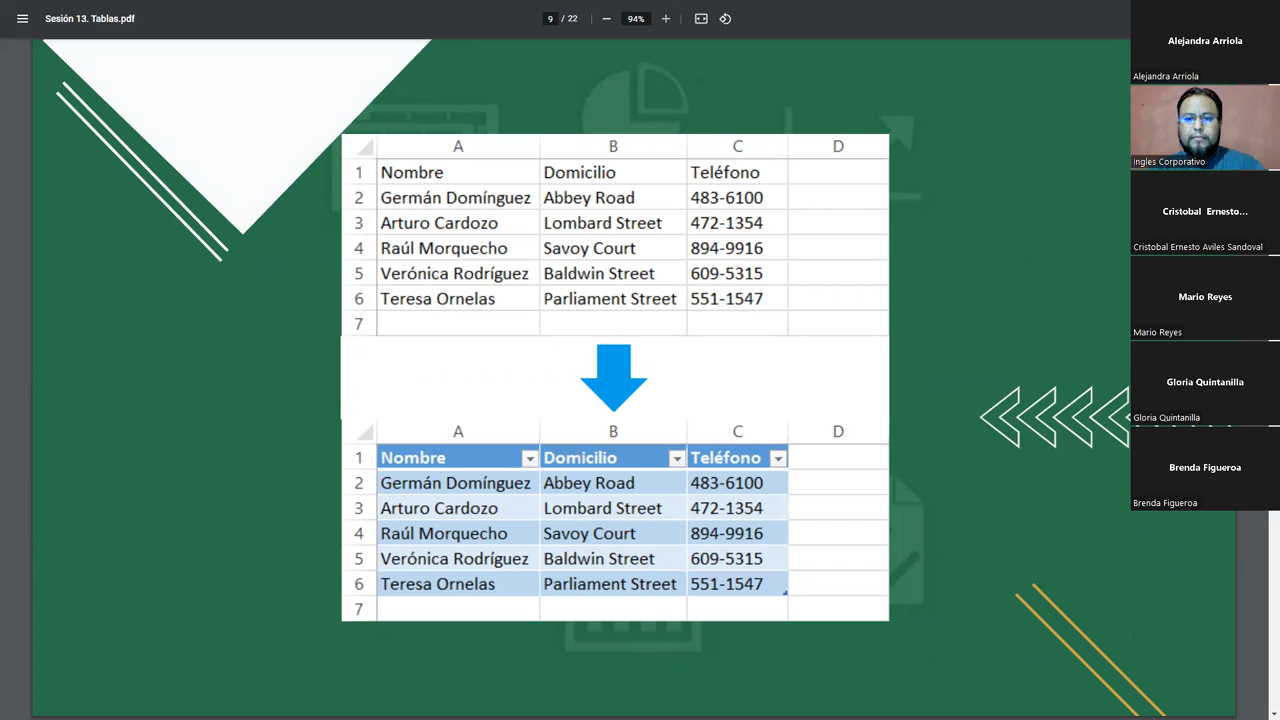 Sesión 13. Tablas.pdf
9 / 22
94%
A B C D
1 Nombre Domicilio Teléfono
2 Germán Domínguez Abbey Road 483-6100
3 Arturo Cardozo Lombard Street 472-1354
4 Raúl Morquecho Savoy Court 894-9916
5 Verónica Rodríguez Baldwin Street 609-5315
6 Teresa Ornelas Parliament Street 551-1547
7
A B C D
1 Nombre Domicilio Teléfono
2 Germán Domínguez Abbey Road 483-6100
3 Arturo Cardozo Lombard Street 472-1354
4 Raúl Morquecho Savoy Court 894-9916
5 Verónica Rodríguez Baldwin Street 609-5315
6 Teresa Ornelas Parliament Street 551-1547
7
Alejandra Arriola
Alejandra Arriola
Ingles Corporativo
Cristobal Ernesto...
Cristobal Ernesto Aviles Sandoval
Mario Reyes
Mario Reyes
Gloria Quintanilla
Gloria Quintanilla
Brenda Figueroa
Brenda Figueroa